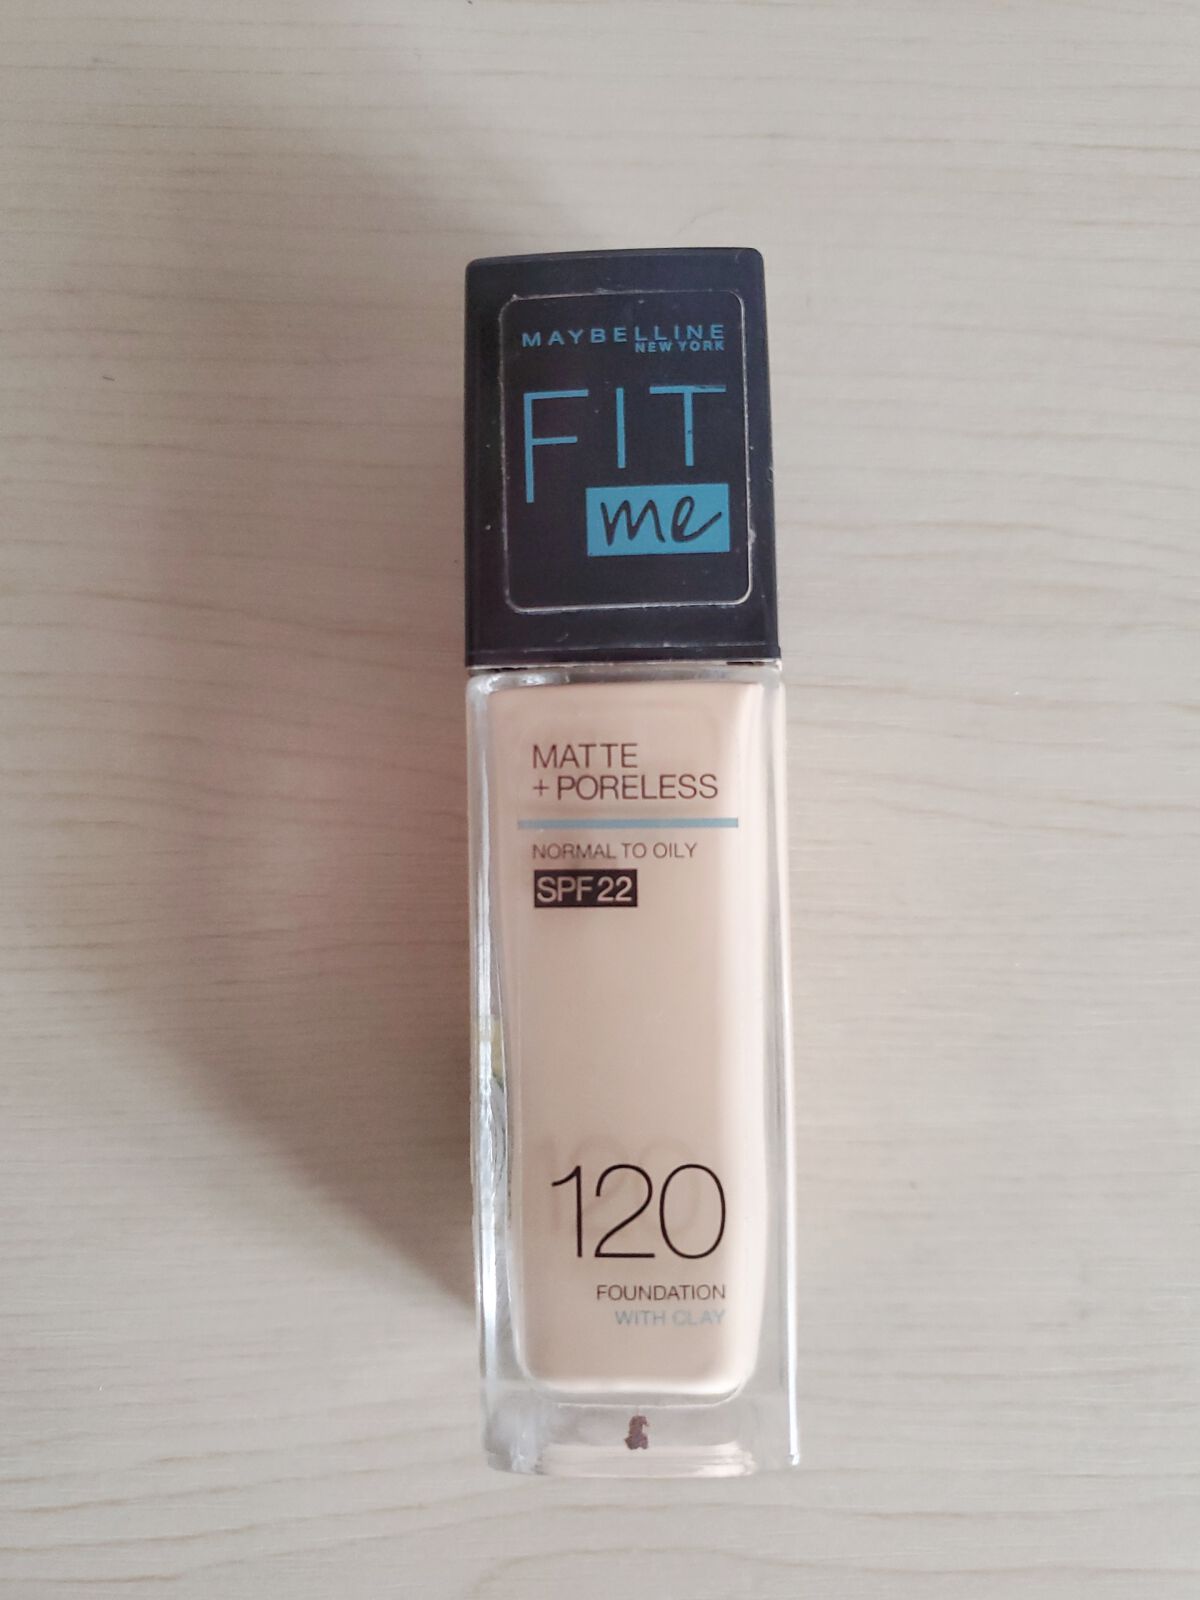 MAYBELLINE
NEW YORK
FIT
me
MATTE
+ PORELESS
NORMAL TO OILY
SPF 22
120
FOUNDATION
WITH CLAY